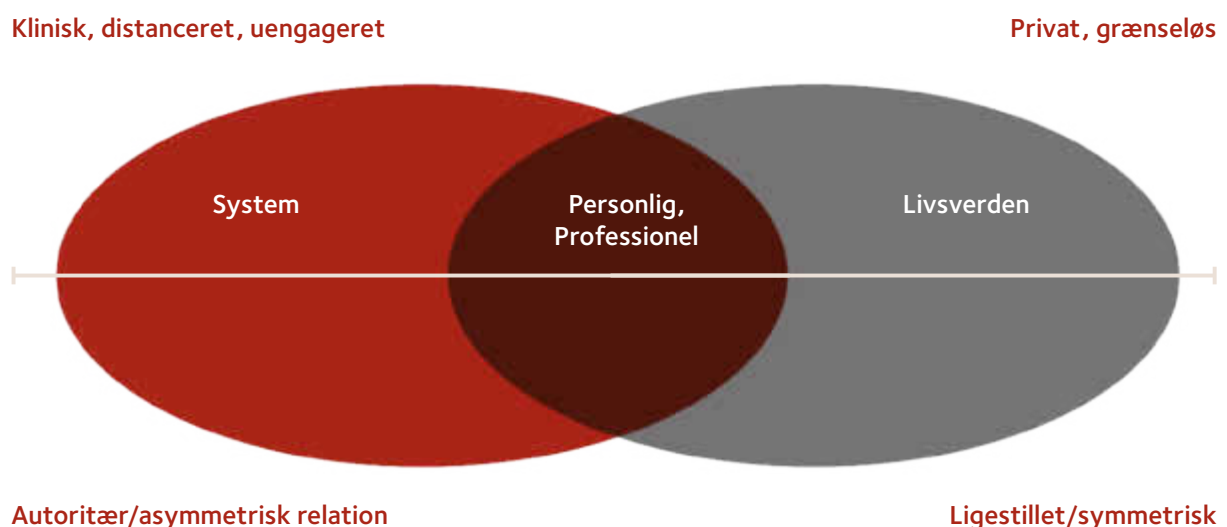 Klinisk, distanceret, uengageret
Privat, grænseløs
System
Personlig,
Professionel
Livsverden
Autoritær/asymmetrisk relation
Ligestillet/symmetrisk